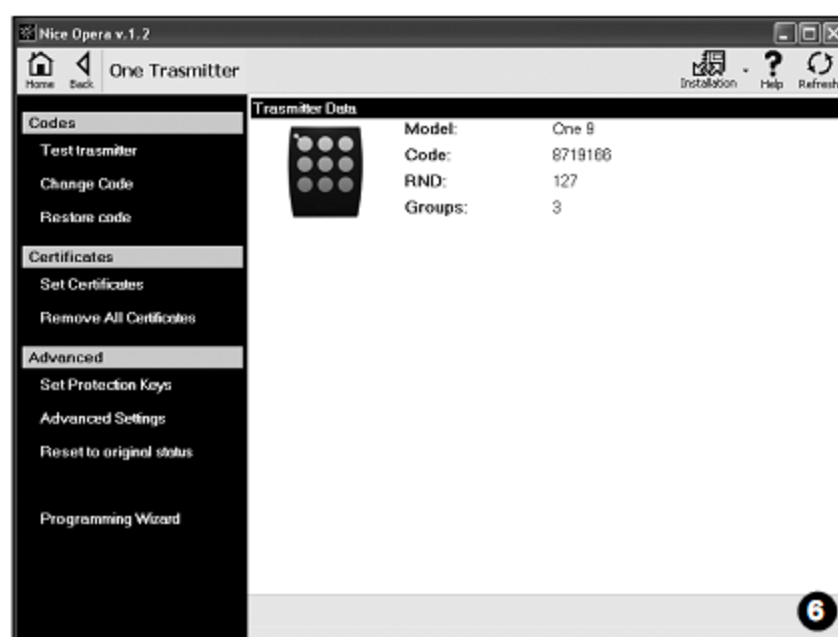 Nice Opera v.1.2
Home Back One Trasmitter Installation Help Refresh
Codes
Test trasmitter
Change Code
Restore code
Certificates
Set Certificates
Remove All Certificates
Advanced
Set Protection Keys
Advanced Settings
Reset to original status
Programming Wizard
Trasmitter Data
Model: One 9
Code: 8719166
RND: 127
Groups: 3
6